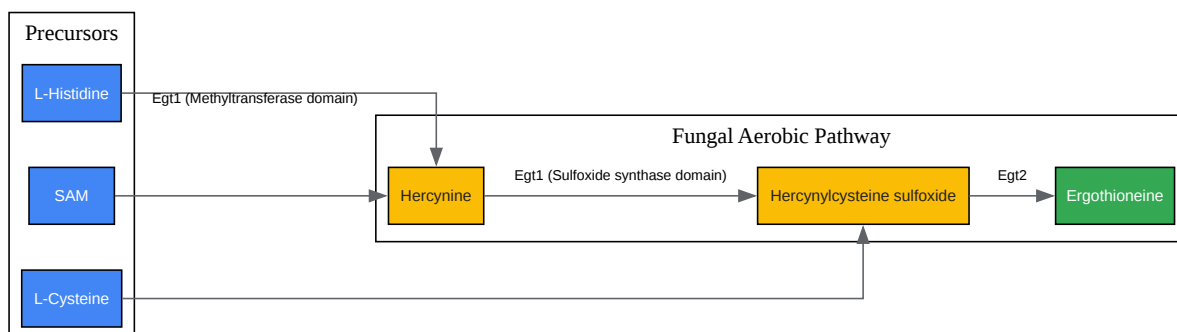 Precursors
L-Histidine
Egt1 (Methyltransferase domain)
Fungal Aerobic Pathway
SAM
Hercynine
Egt1 (Sulfoxide synthase domain)
Hercynylcysteine sulfoxide
Egt2
Ergothioneine
L-Cysteine